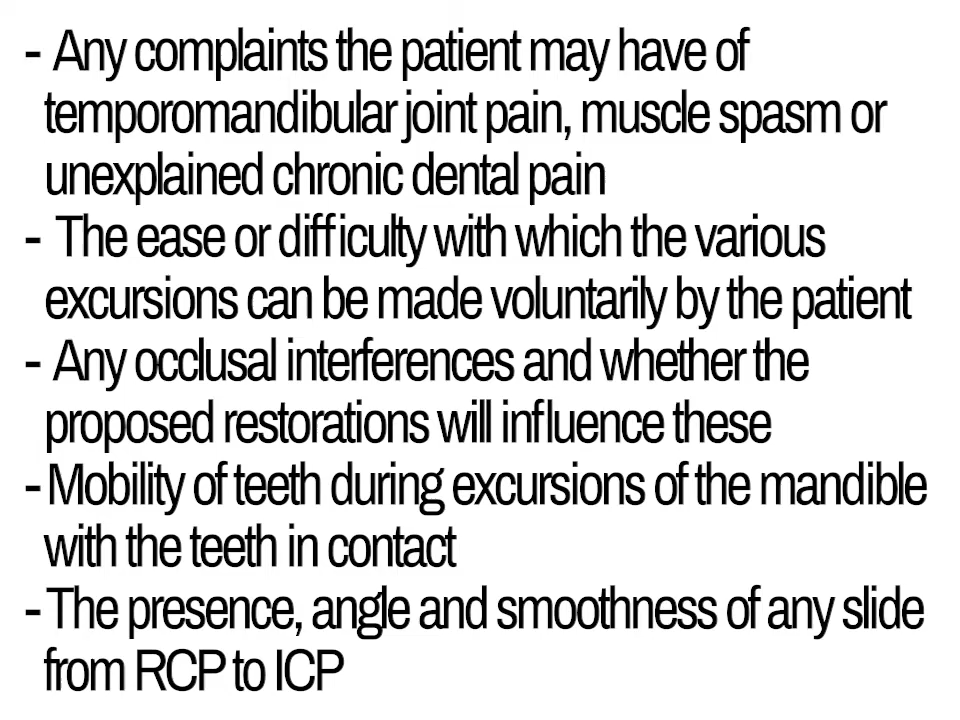 - Any complaints the patient may have of
temporomandibular joint pain, muscle spasm or
unexplained chronic dental pain
- The ease or difficulty with which the various
excursions can be made voluntarily by the patient
- Any occlusal interferences and whether the
proposed restorations will influence these
- Mobility of teeth during excursions of the mandible
with the teeth in contact
- The presence, angle and smoothness of any slide
from RCP to ICP